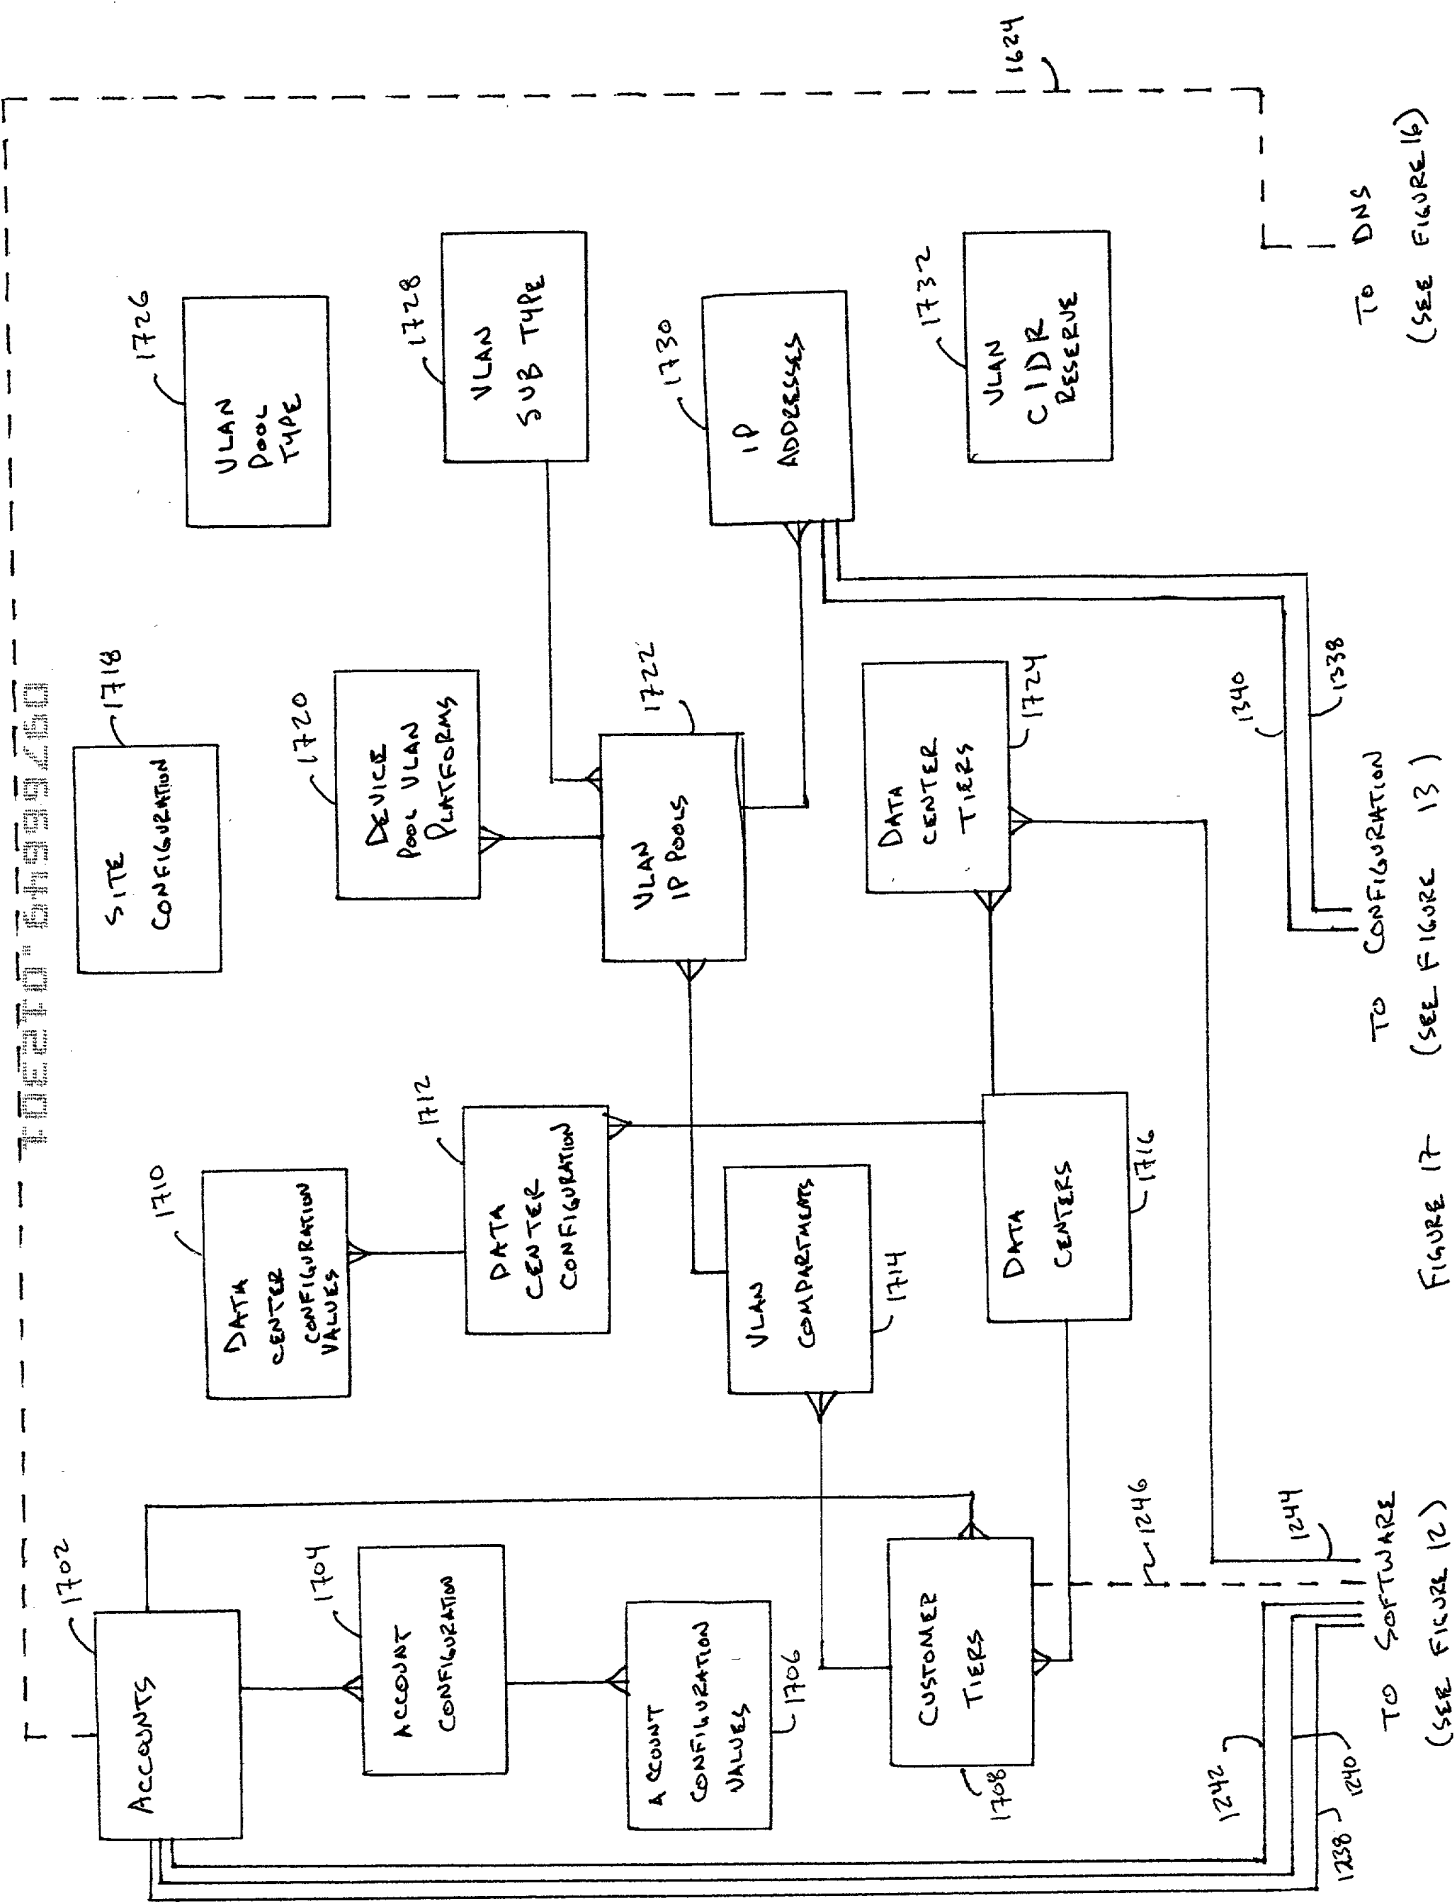 ACCOUNTS
1702
ACCOUNT
CONFIGURATION
1704
ACCOUNT
CONFIGURATION
VALUES
1706
CUSTOMER
TIERS
1708
DATA
CENTER
CONFIGURATION
VALUES
1710
DATA
CENTER
CONFIGURATION
1712
VLAN
COMPARTMENTS
1714
DATA
CENTERS
1716
SITE
CONFIGURATION
1718
DEVICE
POOL VLAN
PLATFORMS
1720
VLAN
IP POOLS
1722
DATA
CENTER
TIERS
1724
VLAN
POOL
TYPE
1726
VLAN
SUB TYPE
1728
IP
ADDRESSES
1730
VLAN
CIDR
RESERVE
1732
1624
1238
1240
1242
1244
1246
1340
1338
TO SOFTWARE
(SEE FIGURE 12)
TO CONFIGURATION
(SEE FIGURE 13)
TO DNS
(SEE FIGURE 16)
FIGURE 17